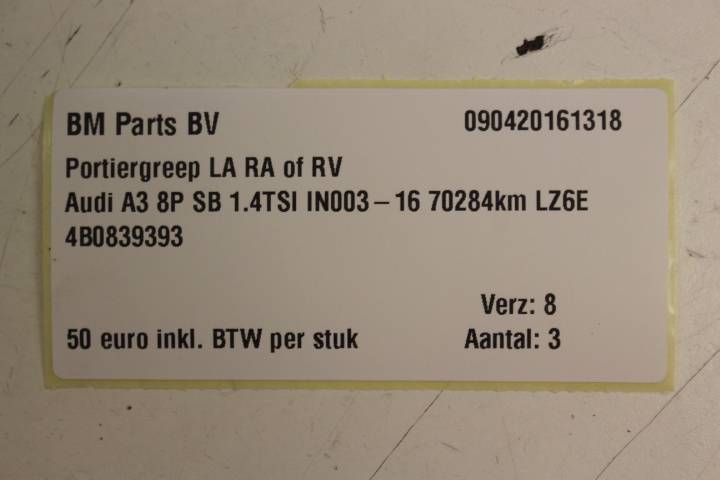 BM Parts BV 090420161318
Portiergreep LA RA of RV
Audi A3 8P SB 1.4TSI IN003-16 70284km LZ6E
4B0839393
Verz: 8
50 euro inkl. BTW per stuk Aantal: 3